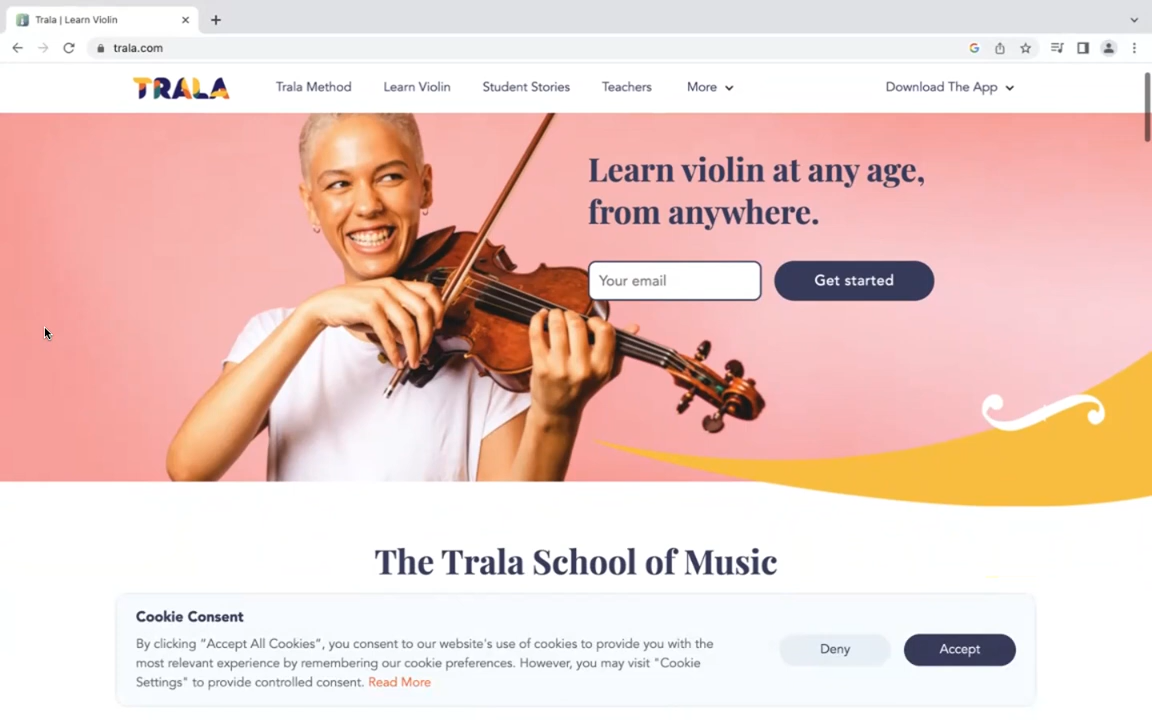 Trala | Learn Violin
trala.com
TRALA
Trala Method
Learn Violin
Student Stories
Teachers
More
Download The App
Learn violin at any age,
from anywhere.
Your email
Get started
The Trala School of Music
Cookie Consent
By clicking "Accept All Cookies", you consent to our website's use of cookies to provide you with the
most relevant experience by remembering our cookie preferences. However, you may visit "Cookie
Settings" to provide controlled consent. Read More
Deny
Accept